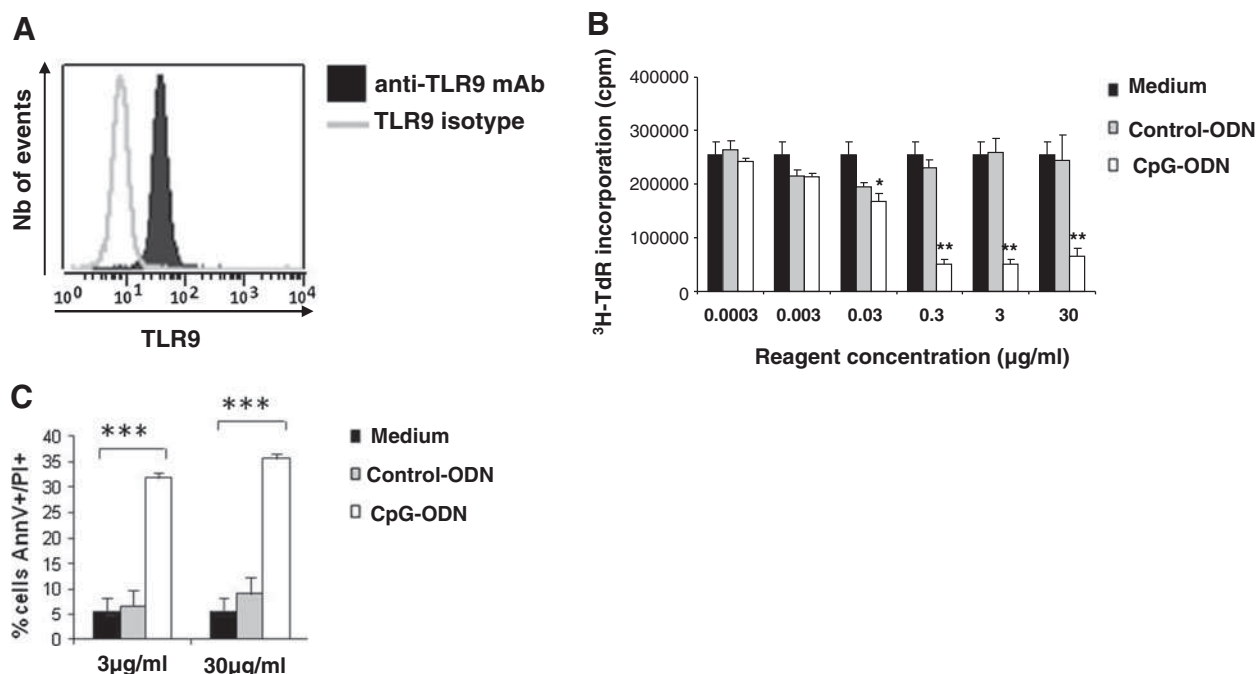 A
Nb of events
10⁰ 10¹ 10² 10³ 10⁴
TLR9
anti-TLR9 mAb
TLR9 isotype
B
³H-TdR incorporation (cpm)
400000
300000
200000
100000
0
*
**
**
**
0.0003 0.003 0.03 0.3 3 30
Reagent concentration (µg/ml)
Medium
Control-ODN
CpG-ODN
C
% cells AnnV+/PI+
40
35
30
25
20
15
10
5
0
***
***
3µg/ml 30µg/ml
Medium
Control-ODN
CpG-ODN